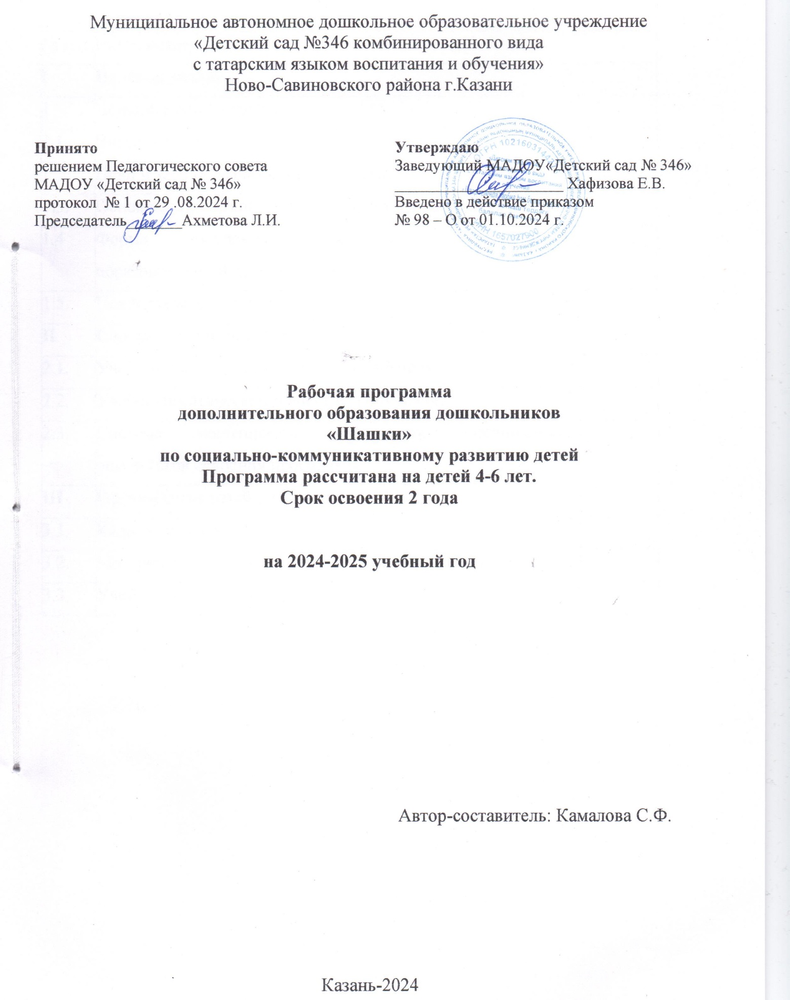 Муниципальное автономное дошкольное образовательное учреждение
«Детский сад №346 комбинированного вида
с татарским языком воспитания и обучения»
Ново-Савиновского района г.Казани
Принято
решением Педагогического совета
МАДОУ «Детский сад № 346»
протокол № 1 от 29 .08.2024 г.
Председатель_______Ахметова Л.И.
Утверждаю
Заведующий МАДОУ«Детский сад № 346»
_____________________ Хафизова Е.В.
Введено в действие приказом
№ 98 – О от 01.10.2024 г.
ИНН 1657027900
Рабочая программа
дополнительного образования дошкольников
«Шашки»
по социально-коммуникативному развитию детей
Программа рассчитана на детей 4-6 лет.
Срок освоения 2 года
на 2024-2025 учебный год
Автор-составитель: Камалова С.Ф.
Казань-2024